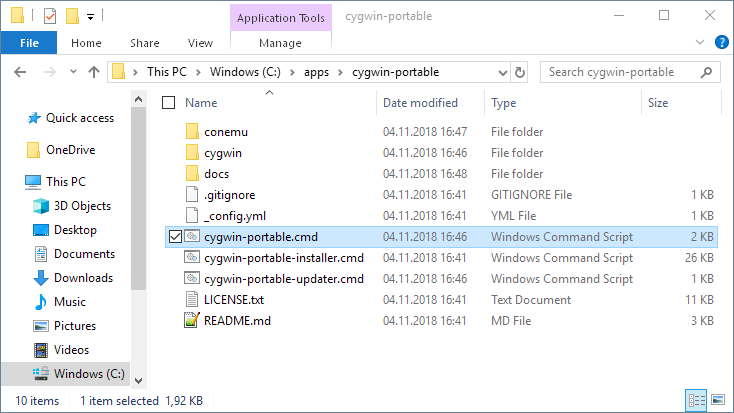 Application Tools cygwin-portable
File Home Share View Manage
This PC Windows (C:) apps cygwin-portable Search cygwin-portable
Name Date modified Type Size
Quick access
OneDrive
This PC
3D Objects
Desktop
Documents
Downloads
Music
Pictures
Videos
Windows (C:)
conemu 04.11.2018 16:47 File folder
cygwin 04.11.2018 16:46 File folder
docs 04.11.2018 16:48 File folder
.gitignore 04.11.2018 16:41 GITIGNORE File 1 KB
_config.yml 04.11.2018 16:41 YML File 1 KB
cygwin-portable.cmd 04.11.2018 16:46 Windows Command Script 2 KB
cygwin-portable-installer.cmd 04.11.2018 16:41 Windows Command Script 26 KB
cygwin-portable-updater.cmd 04.11.2018 16:46 Windows Command Script 1 KB
LICENSE.txt 04.11.2018 16:41 Text Document 11 KB
README.md 04.11.2018 16:41 MD File 3 KB
10 items 1 item selected 1,92 KB